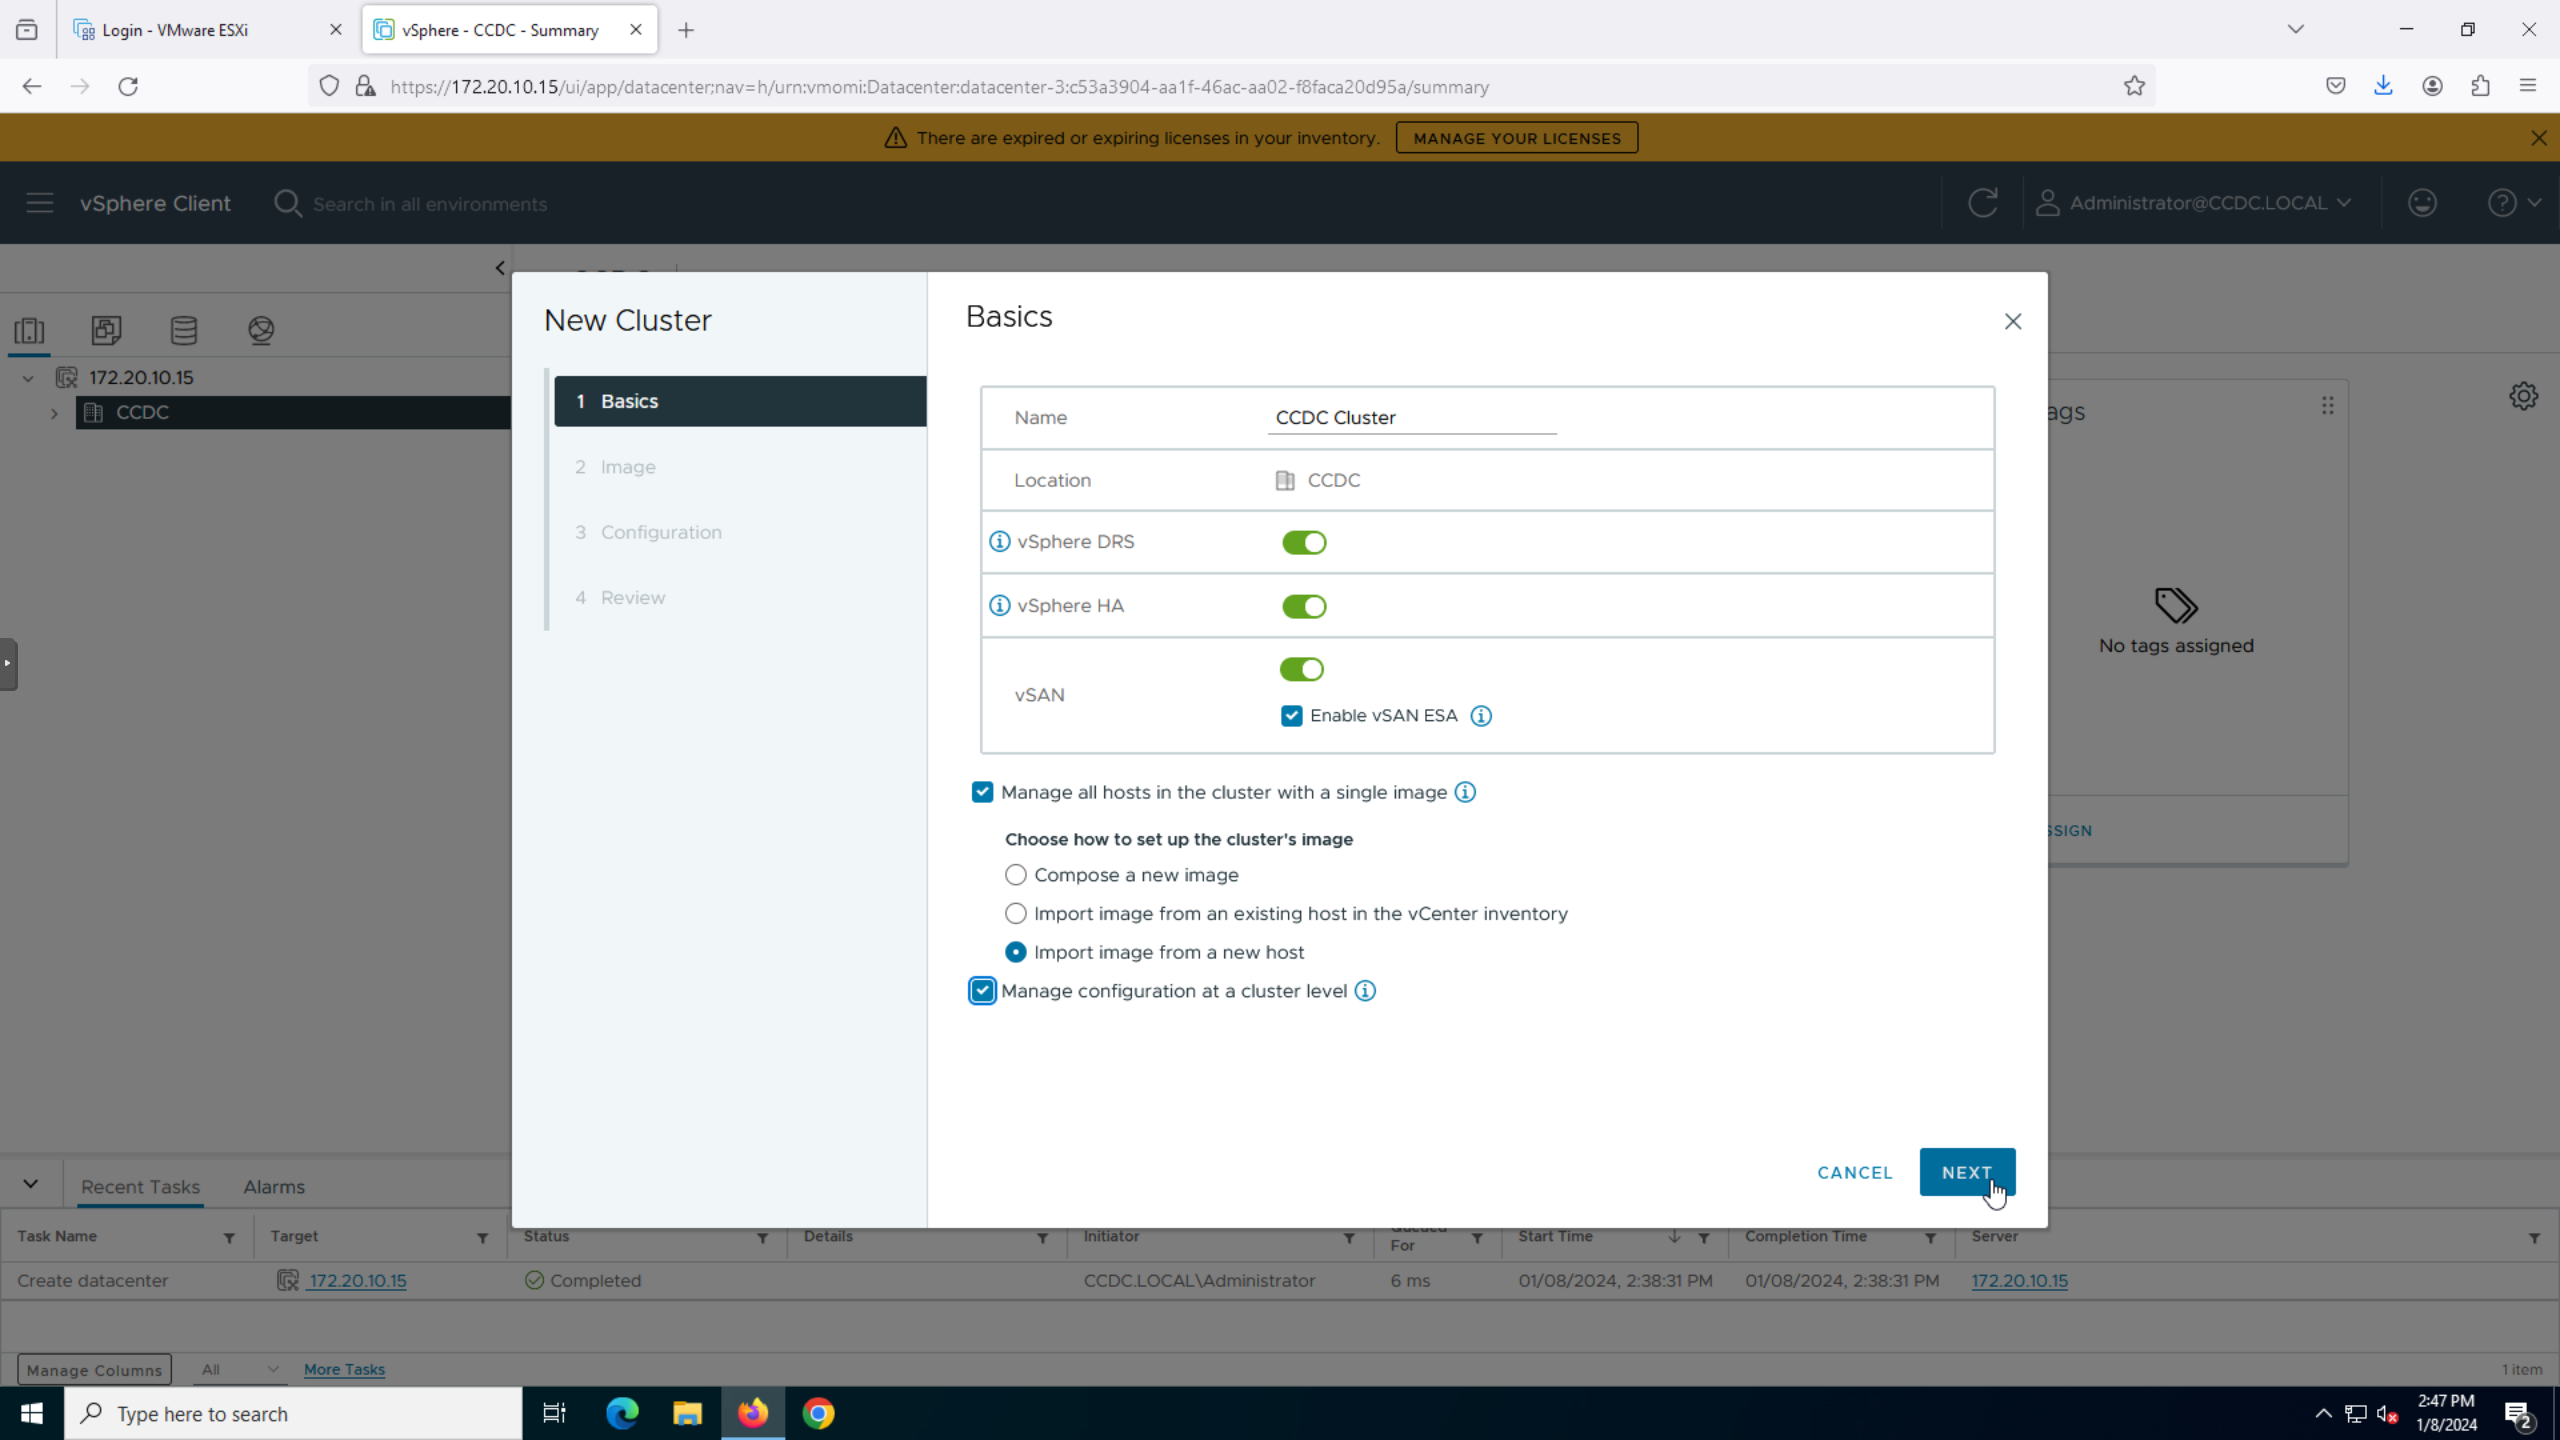 Login - VMware ESXi
vSphere - CCDC - Summary
https://172.20.10.15/ui/app/datacenter;nav=h/urn:vmomi:Datacenter:datacenter-3:c53a3904-aa1f-46ac-aa02-f8faca20d95a/summary
There are expired or expiring licenses in your inventory.
MANAGE YOUR LICENSES
vSphere Client
Search in all environments
Administrator@CCDC.LOCAL
172.20.10.15
CCDC
New Cluster
1 Basics
2 Image
3 Configuration
4 Review
Basics
Name
CCDC Cluster
Location
CCDC
vSphere DRS
vSphere HA
vSAN
Enable vSAN ESA
Manage all hosts in the cluster with a single image
Choose how to set up the cluster's image
Compose a new image
Import image from an existing host in the vCenter inventory
Import image from a new host
Manage configuration at a cluster level
CANCEL
NEXT
ags
No tags assigned
SSIGN
Recent Tasks
Alarms
Task Name
Target
Status
Details
Initiator
Queued For
Start Time
Completion Time
Server
Create datacenter
172.20.10.15
Completed
CCDC.LOCAL\Administrator
6 ms
01/08/2024, 2:38:31 PM
01/08/2024, 2:38:31 PM
172.20.10.15
Manage Columns
All
More Tasks
1 item
Type here to search
2:47 PM
1/8/2024
2